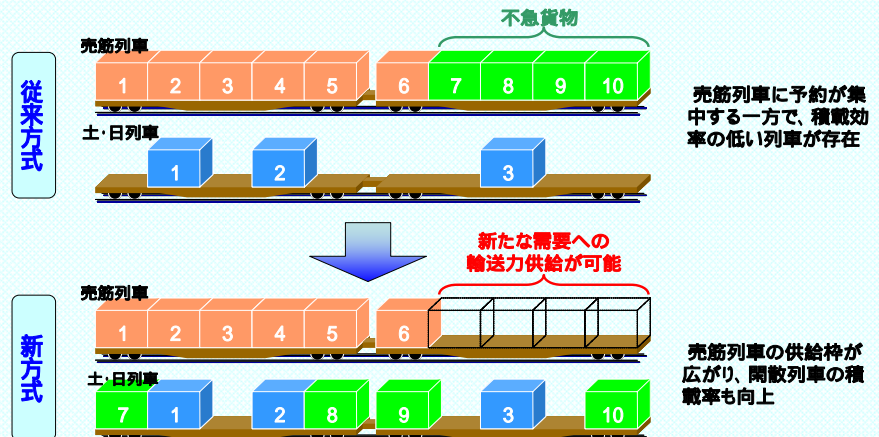 不急貨物
売筋列車
1 2 3 4 5 6 7 8 9 10
従来方式
売筋列車に予約が集
中する一方で、積載効
率の低い列車が存在
土・日列車
1 2 3
新たな需要への
輸送力供給が可能
売筋列車
1 2 3 4 5 6
新方式
売筋列車の供給枠が
広がり、閑散列車の積
載率も向上
土・日列車
7 1 2 8 9 3 10